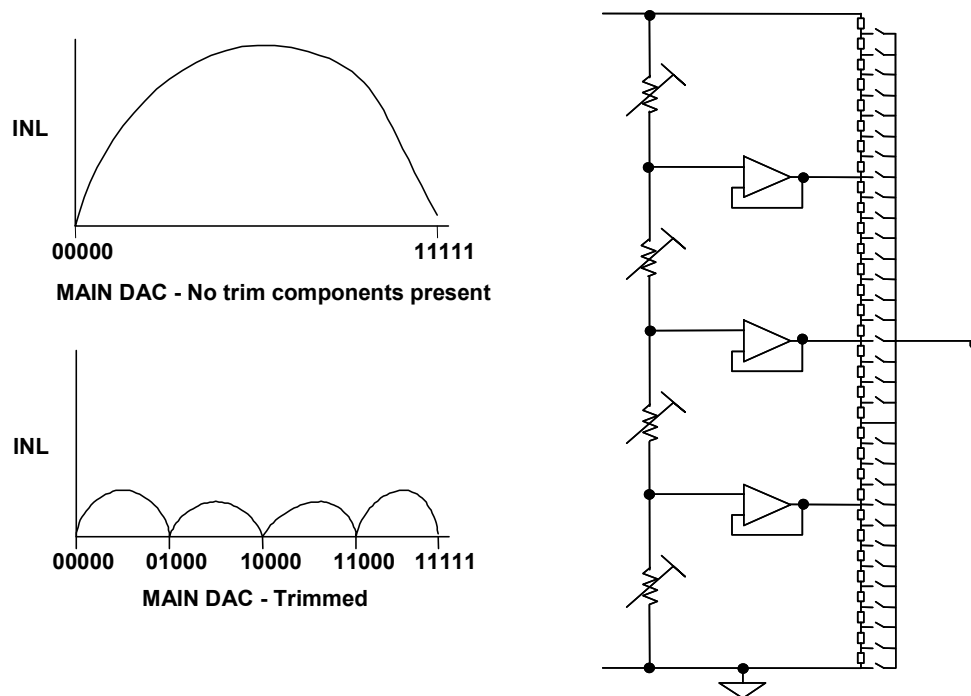 INL
00000 11111
MAIN DAC - No trim components present
INL
00000 01000 10000 11000 11111
MAIN DAC - Trimmed